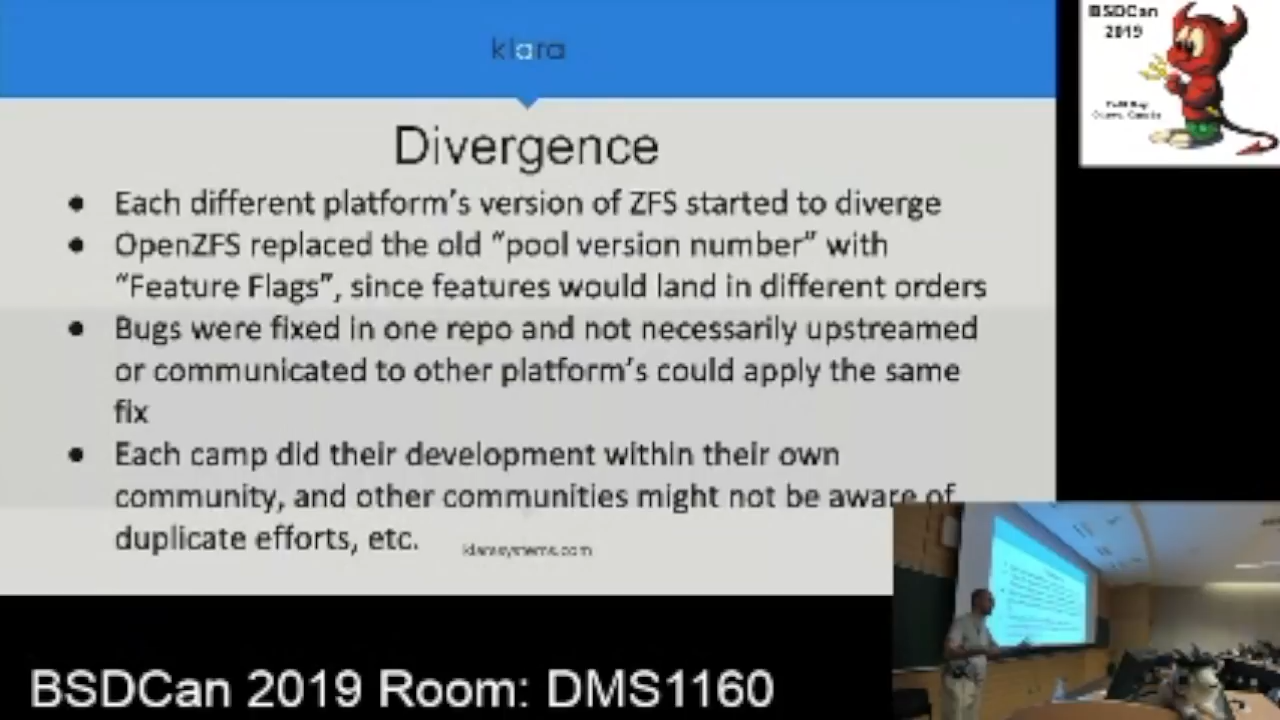 klara
BSDCan
2019
Divergence
● Each different platform's version of ZFS started to diverge
● OpenZFS replaced the old “pool version number” with
“Feature Flags”, since features would land in different orders
● Bugs were fixed in one repo and not necessarily upstreamed
or communicated to other platform's could apply the same
fix
● Each camp did their development within their own
community, and other communities might not be aware of
duplicate efforts, etc.
klarasystems.com
BSDCan 2019 Room: DMS1160